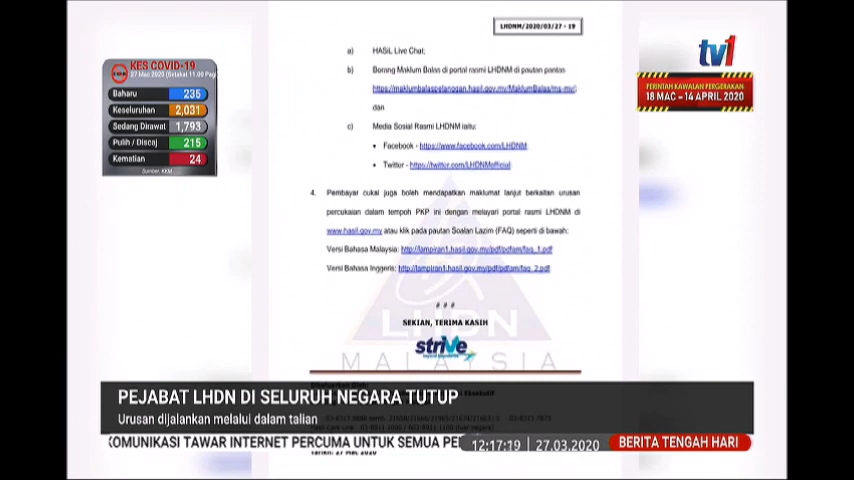 LHDNM/2020/03/27 - 19
tv1
PERINTAH KAWALAN PERGERAKAN
18 MAC – 14 APRIL 2020
KES COVID-19
27 Mac 2020 (Setakat 11.00 Pag
Baharu 235
Keseluruhan 2,031
Sedang Dirawat 1,793
Pulih / Discaj 215
Kematian 24
Sumber: KKM
a) HASiL Live Chat;
b) Borang Maklum Balas di portal rasmi LHDNM di pautan pantas
https://maklumbalaspelanggan.hasil.gov.my/MaklumBalas/ms-my/;
dan
c) Media Sosial Rasmi LHDNM iaitu:
• Facebook - https://www.facebook.com/LHDNM
• Twitter - https://twitter.com/LHDNMofficial
4. Pembayar cukai juga boleh mendapatkan maklumat lanjut berkaitan urusan
percukaian dalam tempoh PKP ini dengan melayari portal rasmi LHDNM di
www.hasil.gov.my atau klik pada pautan Soalan Lazim (FAQ) seperti di bawah:
Versi Bahasa Malaysia: http://lampiran1.hasil.gov.my/pdf/pdfam/faq_1.pdf
Versi Bahasa Inggeris: http://lampiran1.hasil.gov.my/pdf/pdfam/faq_2.pdf
# # #
SEKIAN, TERIMA KASIH
LHDN
strive
MALAYSIA
PEJABAT LHDN DI SELURUH NEGARA TUTUP
Urusan dijalankan melalui dalam talian
KOMUNIKASI TAWAR INTERNET PERCUMA UNTUK SEMUA PE
12:17:19 27.03.2020
BERITA TENGAH HARI